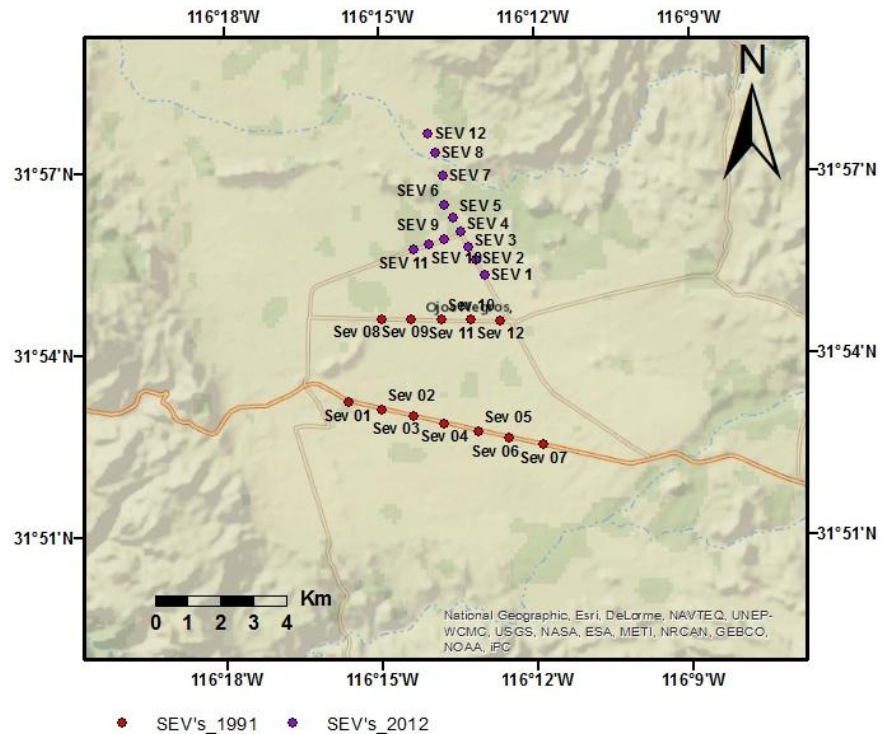 116°18'W 116°15'W 116°12'W 116°9'W
N
SEV 12
SEV 8
31°57'N 31°57'N
SEV 7
SEV 6
SEV 5
SEV 9 SEV 4
SEV 3
SEV 10 SEV 2
SEV 11
SEV 1
Sev 10
Ojos Negros,
Sev 08 Sev 09 Sev 11 Sev 12
31°54'N 31°54'N
Sev 02
Sev 01
Sev 03 Sev 05
Sev 04
Sev 06 Sev 07
31°51'N 31°51'N
Km
0 1 2 3 4
National Geographic, Esri, DeLorme, NAVTEQ, UNEP-
WCMC, USGS, NASA, ESA, METI, NRCAN, GEBCO,
NOAA, iPC
116°18'W 116°15'W 116°12'W 116°9'W
SEV's_1991 SEV's_2012